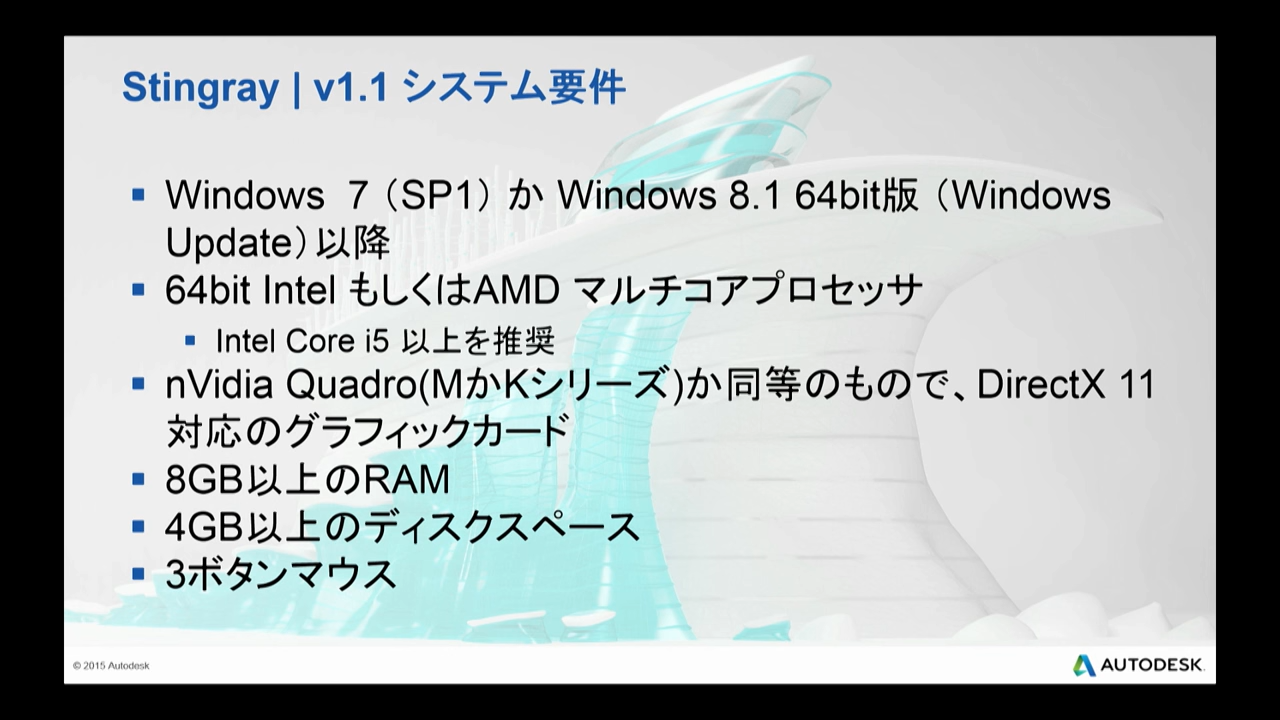 Stingray | v1.1 システム要件
▪ Windows 7（SP1）か Windows 8.1 64bit版（Windows
Update）以降
▪ 64bit Intel もしくはAMD マルチコアプロセッサ
▪ Intel Core i5 以上を推奨
▪ nVidia Quadro(MかKシリーズ)か同等のもので、DirectX 11
対応のグラフィックカード
▪ 8GB以上のRAM
▪ 4GB以上のディスクスペース
▪ 3ボタンマウス
© 2015 Autodesk
AUTODESK.